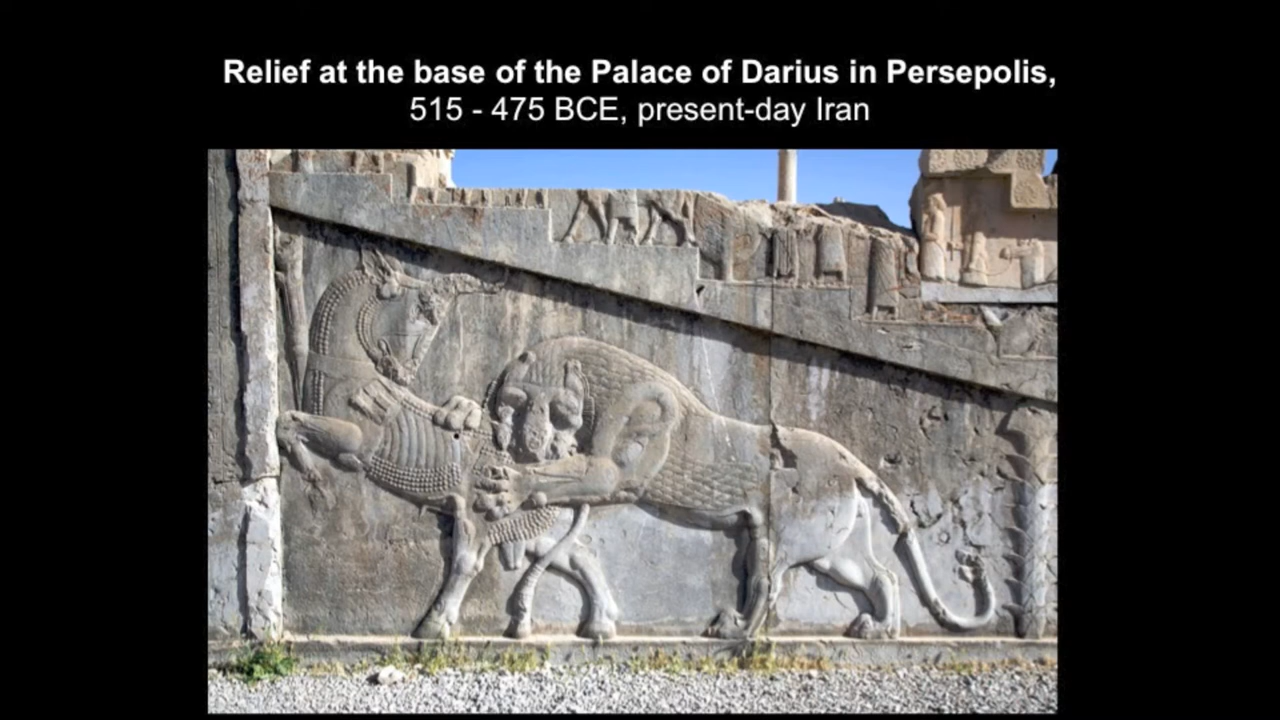 Relief at the base of the Palace of Darius in Persepolis,
515 - 475 BCE, present-day Iran